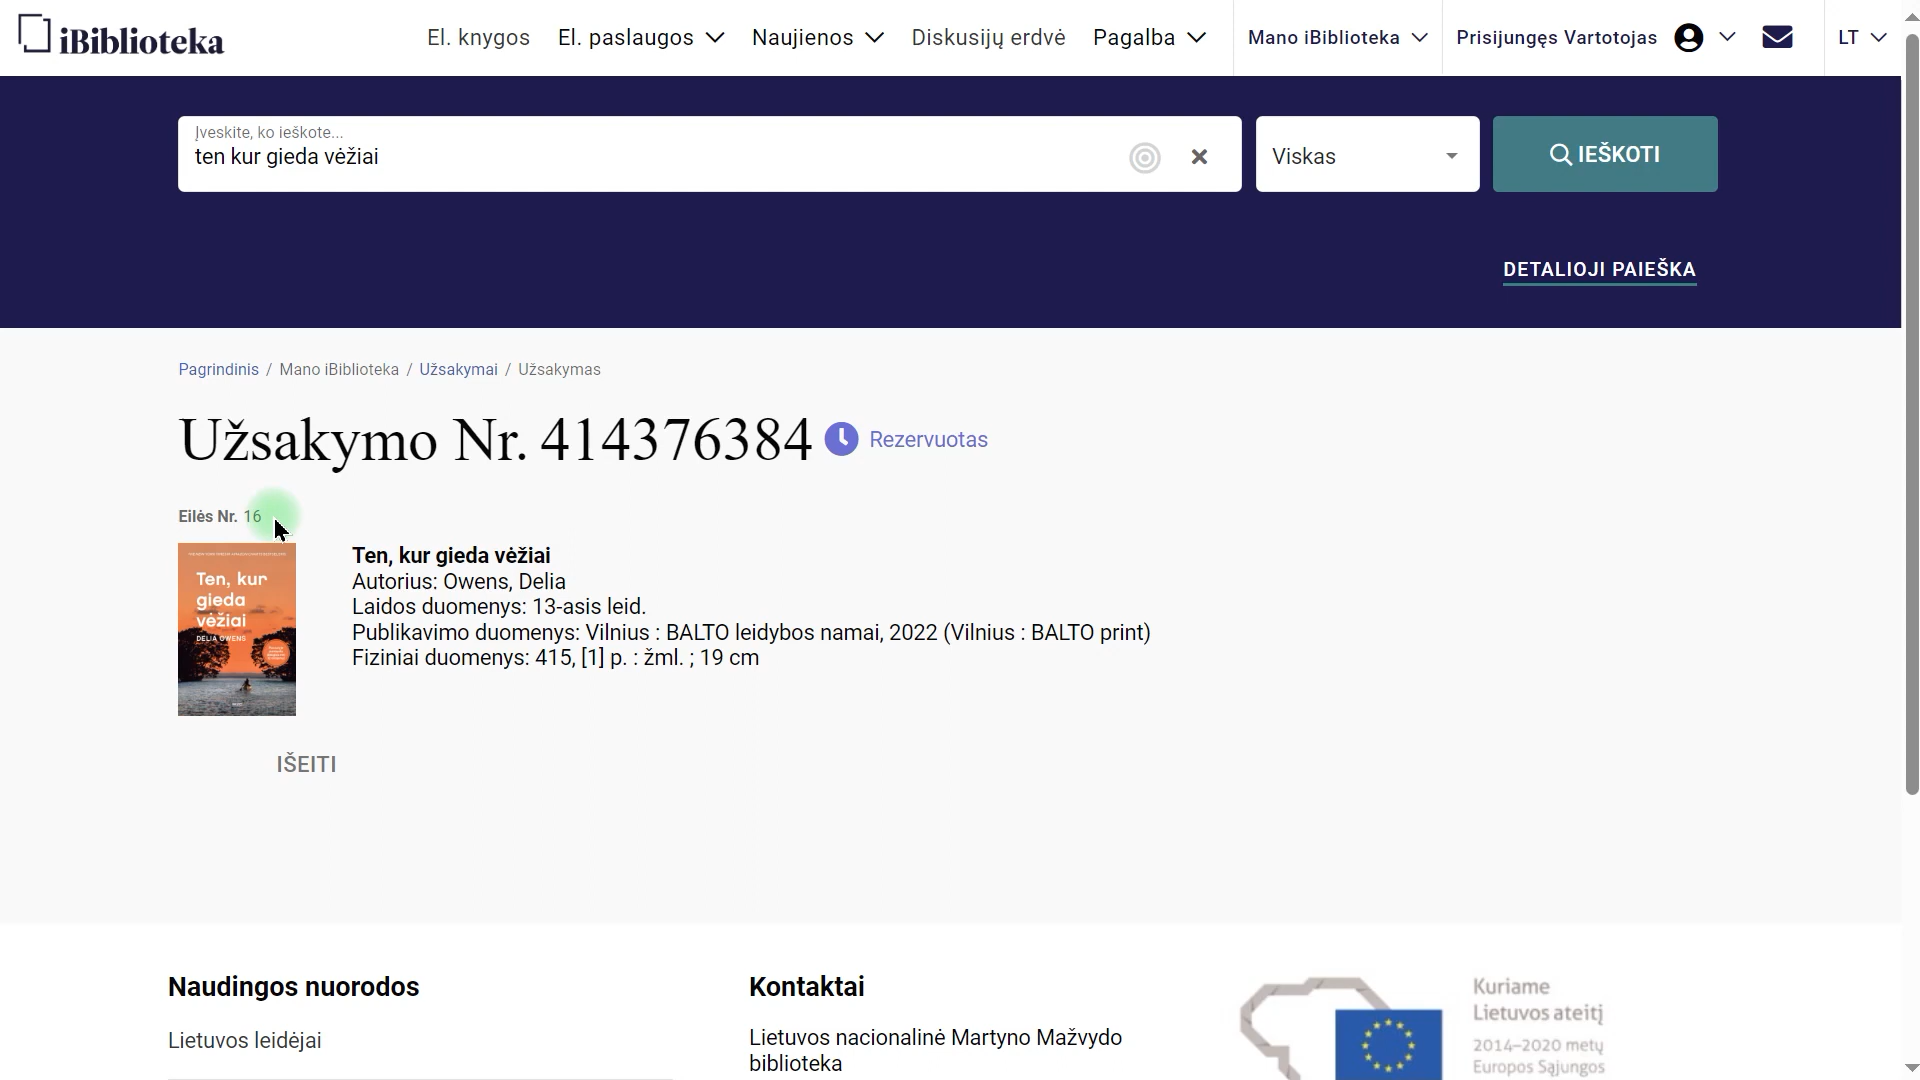 iBiblioteka
El. knygos
El. paslaugos
Naujienos
Diskusijų erdvė
Pagalba
Mano iBiblioteka
Prisijungęs Vartotojas
LT
Įveskite, ko ieškote...
ten kur gieda vėžiai
Viskas
IEŠKOTI
DETALIOJI PAIEŠKA
Pagrindinis / Mano iBiblioteka / Užsakymai / Užsakymas
Užsakymo Nr. 414376384
Rezervuotas
Eilės Nr. 16
Ten, kur
gieda
vėžiai
DELIA OWENS
Ten, kur gieda vėžiai
Autorius: Owens, Delia
Laidos duomenys: 13-asis leid.
Publikavimo duomenys: Vilnius : BALTO leidybos namai, 2022 (Vilnius : BALTO print)
Fiziniai duomenys: 415, [1] p. : žml. ; 19 cm
IŠEITI
Naudingos nuorodos
Lietuvos leidėjai
Kontaktai
Lietuvos nacionalinė Martyno Mažvydo
biblioteka
Kuriame
Lietuvos ateitį
2014–2020 metų
Europos Sąjungos